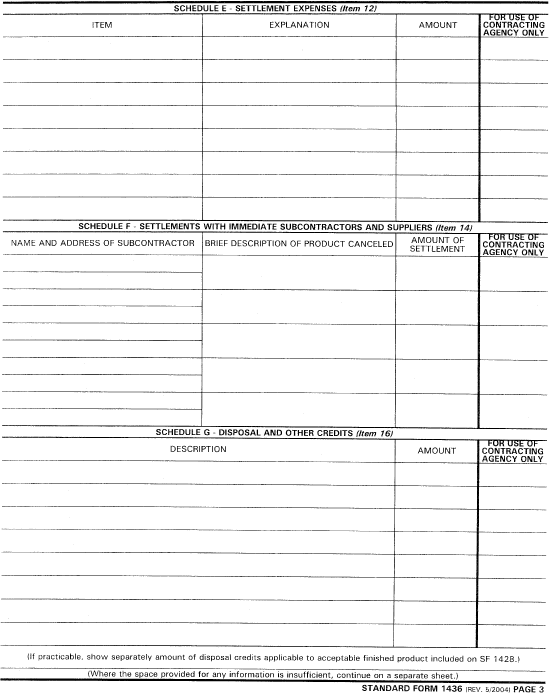 SCHEDULE E - SETTLEMENT EXPENSES (Item 12)
ITEM
EXPLANATION
AMOUNT
FOR USE OF
CONTRACTING
AGENCY ONLY
SCHEDULE F - SETTLEMENTS WITH IMMEDIATE SUBCONTRACTORS AND SUPPLIERS (Item 14)
NAME AND ADDRESS OF SUBCONTRACTOR
BRIEF DESCRIPTION OF PRODUCT CANCELED
AMOUNT OF
SETTLEMENT
FOR USE OF
CONTRACTING
AGENCY ONLY
SCHEDULE G - DISPOSAL AND OTHER CREDITS (Item 16)
DESCRIPTION
AMOUNT
FOR USE OF
CONTRACTING
AGENCY ONLY
(If practicable, show separately amount of disposal credits applicable to acceptable finished product included on SF 1428.)
(Where the space provided for any information is insufficient, continue on a separate sheet.)
STANDARD FORM 1436 (REV. 5/2004) PAGE 3